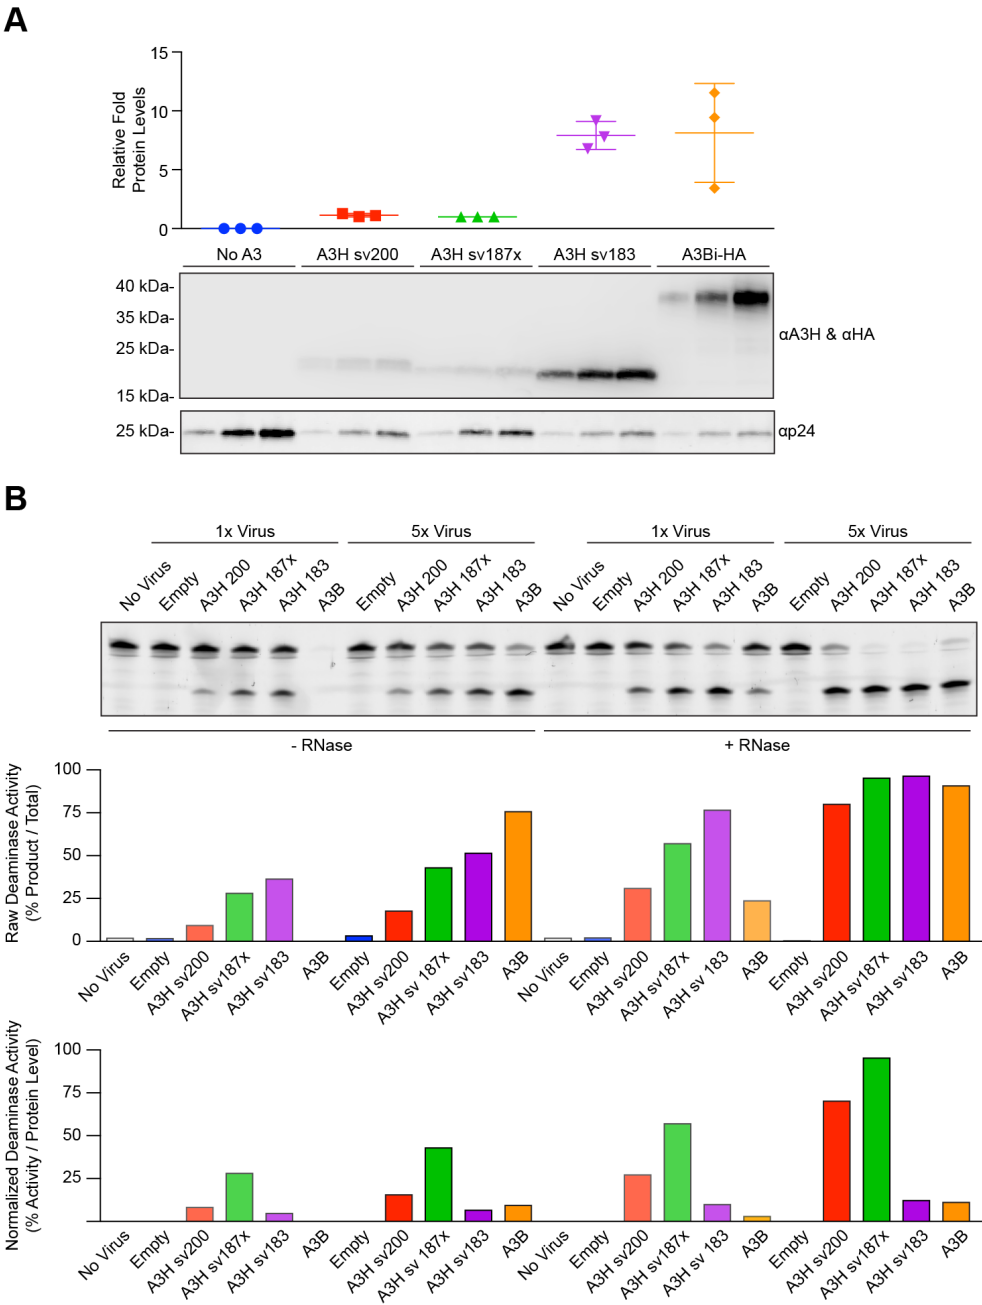 A
15
10
5
0
Relative Fold
Protein Levels
No A3
A3H sv200
A3H sv187x
A3H sv183
A3Bi-HA
40 kDa-
35 kDa-
25 kDa-
15 kDa-
αA3H & αHA
25 kDa-
αp24
B
1x Virus
5x Virus
1x Virus
5x Virus
No Virus
Empty
A3H 200
A3H 187x
A3H 183
A3B
Empty
A3H 200
A3H 187x
A3H 183
A3B
No Virus
Empty
A3H 200
A3H 187x
A3H 183
A3B
Empty
A3H 200
A3H 187x
A3H 183
A3B
- RNase
+ RNase
Raw Deaminase Activity
(% Product / Total)
100
75
50
25
0
No Virus
Empty
A3H sv200
A3H sv187x
A3H sv183
A3B
Empty
A3H sv200
A3H sv 187x
A3H sv183
A3B
No Virus
Empty
A3H sv200
A3H sv187x
A3H sv 183
A3B
Empty
A3H sv200
A3H sv187x
A3H sv183
A3B
Normalized Deaminase Activity
(% Activity / Protein Level)
100
75
50
25
No Virus
Empty
A3H sv200
A3H sv187x
A3H sv183
A3B
Empty
A3H sv200
A3H sv 187x
A3H sv183
A3B
No Virus
Empty
A3H sv200
A3H sv187x
A3H sv 183
A3B
Empty
A3H sv200
A3H sv187x
A3H sv183
A3B